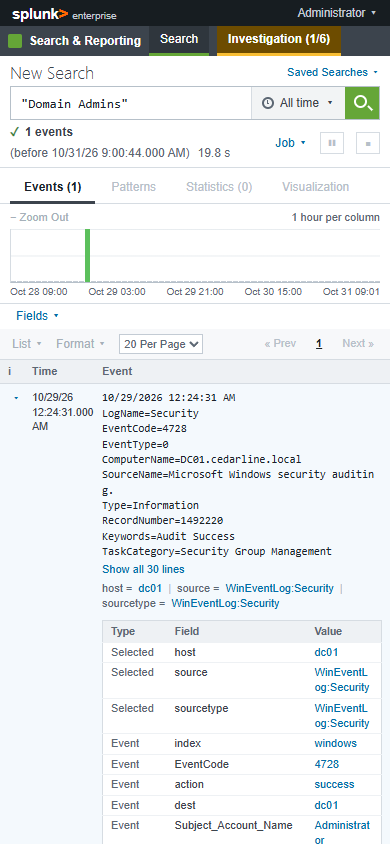 splunk> enterprise
Administrator
Search & Reporting
Search
Investigation (1/6)
New Search
Saved Searches
"Domain Admins"
All time
✓ 1 events
(before 10/31/26 9:00:44.000 AM) 19.8 s
Job
Events (1)
Patterns
Statistics (0)
Visualization
– Zoom Out
1 hour per column
Oct 28 09:00
Oct 29 03:00
Oct 29 21:00
Oct 30 15:00
Oct 31 09:01
Fields
List
Format
20 Per Page
« Prev
1
Next »
i
Time
Event
10/29/26
12:24:31.000
AM
10/29/2026 12:24:31 AM
LogName=Security
EventCode=4728
EventType=0
ComputerName=DC01.cedarline.local
SourceName=Microsoft Windows security auditin
g.
Type=Information
RecordNumber=1492220
Keywords=Audit Success
TaskCategory=Security Group Management
Show all 30 lines
host = dc01 | source = WinEventLog:Security |
sourcetype = WinEventLog:Security
Type Field Value
Selected host dc01
Selected source WinEventL
og:Security
Selected sourcetype WinEventL
og:Security
Event index windows
Event EventCode 4728
Event action success
Event dest dc01
Event Subject_Account_Name Administrat
or